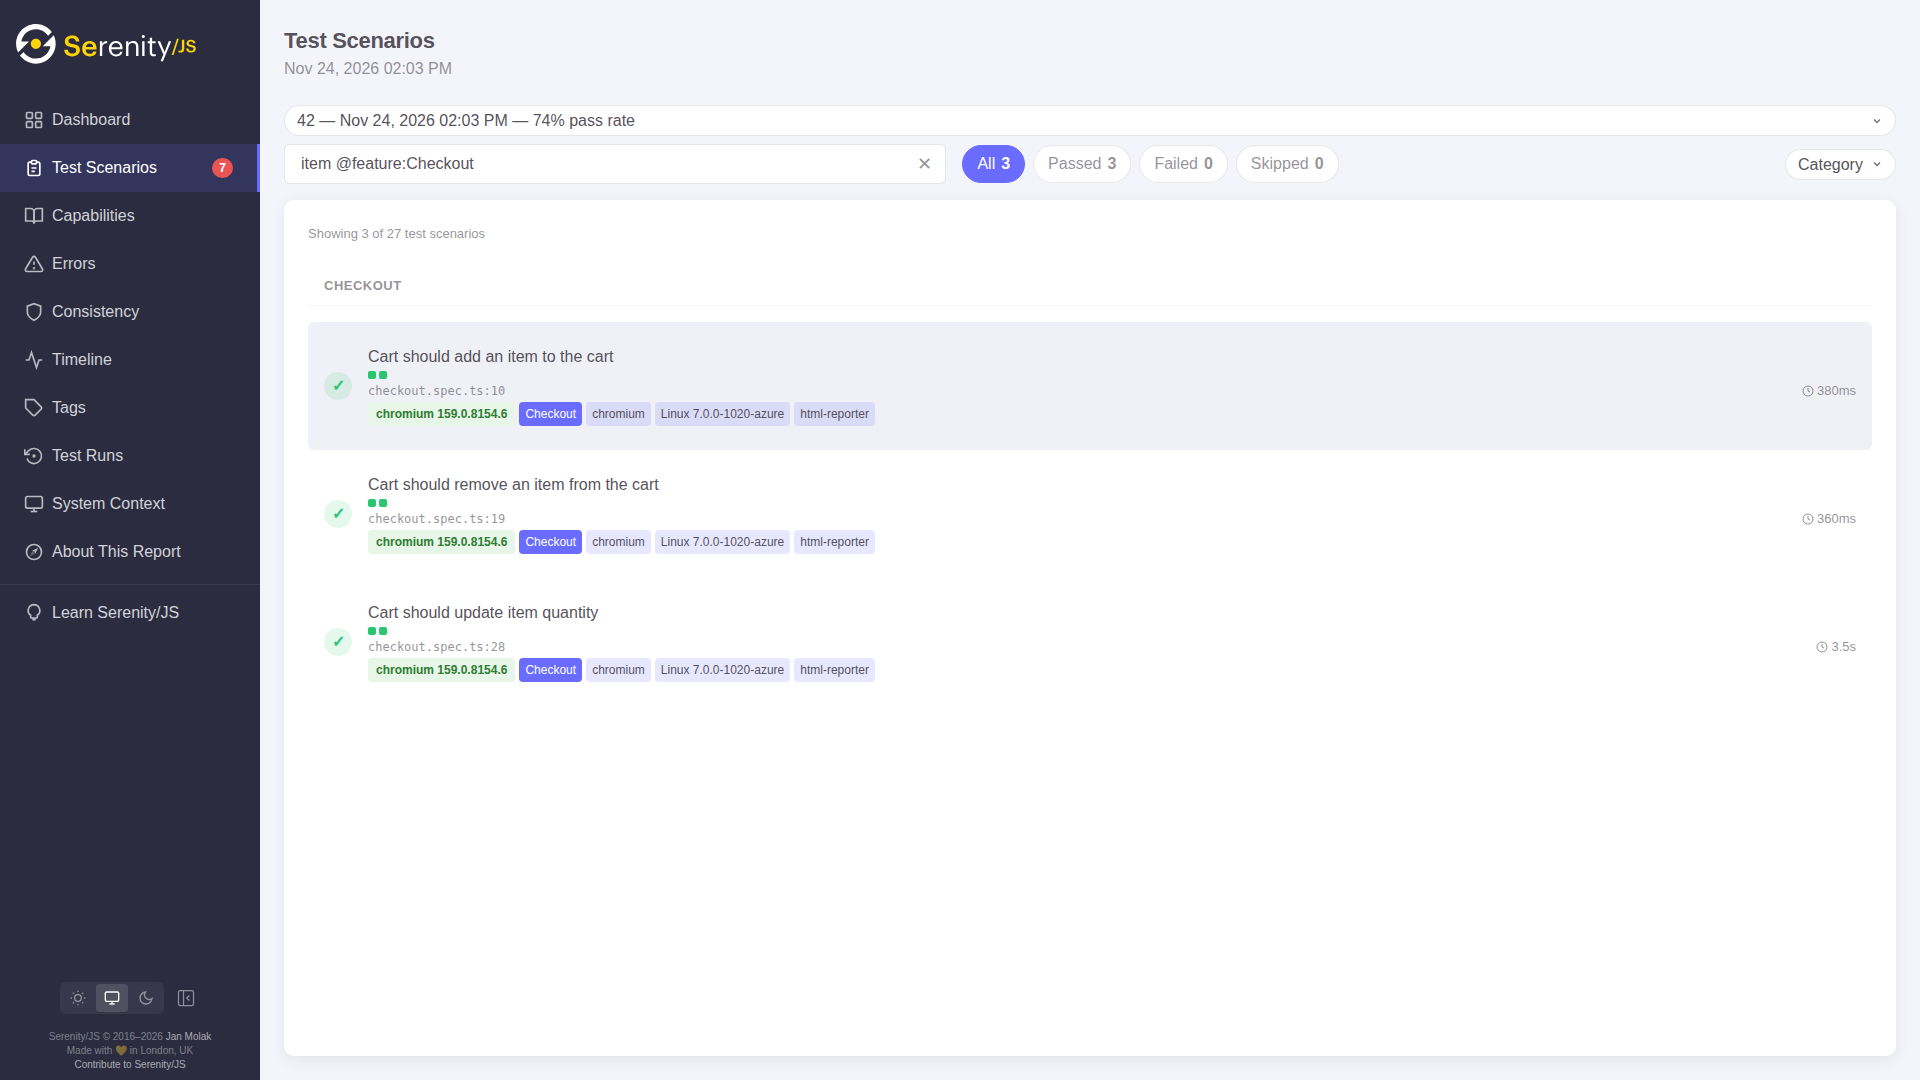 Serenity/JS
Dashboard
Test Scenarios 7
Capabilities
Errors
Consistency
Timeline
Tags
Test Runs
System Context
About This Report
Learn Serenity/JS
Serenity/JS © 2016–2026 Jan Molak
Made with 💛 in London, UK
Contribute to Serenity/JS
Test Scenarios
Nov 24, 2026 02:03 PM
42 — Nov 24, 2026 02:03 PM — 74% pass rate
item @feature:Checkout ✕ All 3 Passed 3 Failed 0 Skipped 0 Category
Showing 3 of 27 test scenarios
CHECKOUT
Cart should add an item to the cart
checkout.spec.ts:10 380ms
chromium 159.0.8154.6 Checkout chromium Linux 7.0.0-1020-azure html-reporter
Cart should remove an item from the cart
checkout.spec.ts:19 360ms
chromium 159.0.8154.6 Checkout chromium Linux 7.0.0-1020-azure html-reporter
Cart should update item quantity
checkout.spec.ts:28 3.5s
chromium 159.0.8154.6 Checkout chromium Linux 7.0.0-1020-azure html-reporter